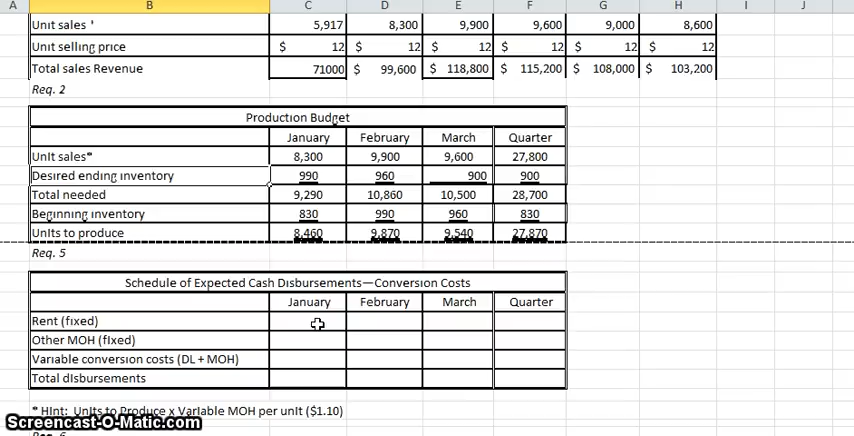 A B C D E F G H I J
Unit sales ' 5,917 8,300 9,900 9,600 9,000 8,600
Unit selling price $ 12 $ 12 $ 12 $ 12 $ 12 $ 12
Total sales Revenue 71000 $ 99,600 $ 118,800 $ 115,200 $ 108,000 $ 103,200
Req. 2
Production Budget
January February March Quarter
Unit sales* 8,300 9,900 9,600 27,800
Desired ending inventory 990 960 900 900
Total needed 9,290 10,860 10,500 28,700
Beginning inventory 830 990 960 830
Units to produce 8,460 9,870 9,540 27,870
Req. 5
Schedule of Expected Cash Disbursements—Conversion Costs
January February March Quarter
Rent (fixed)
Other MOH (fixed)
Variable conversion costs (DL + MOH)
Total disbursements
* Hint: Units to Produce x Variable MOH per unit ($1.10)
Screencast-O-Matic.com
Req. 6